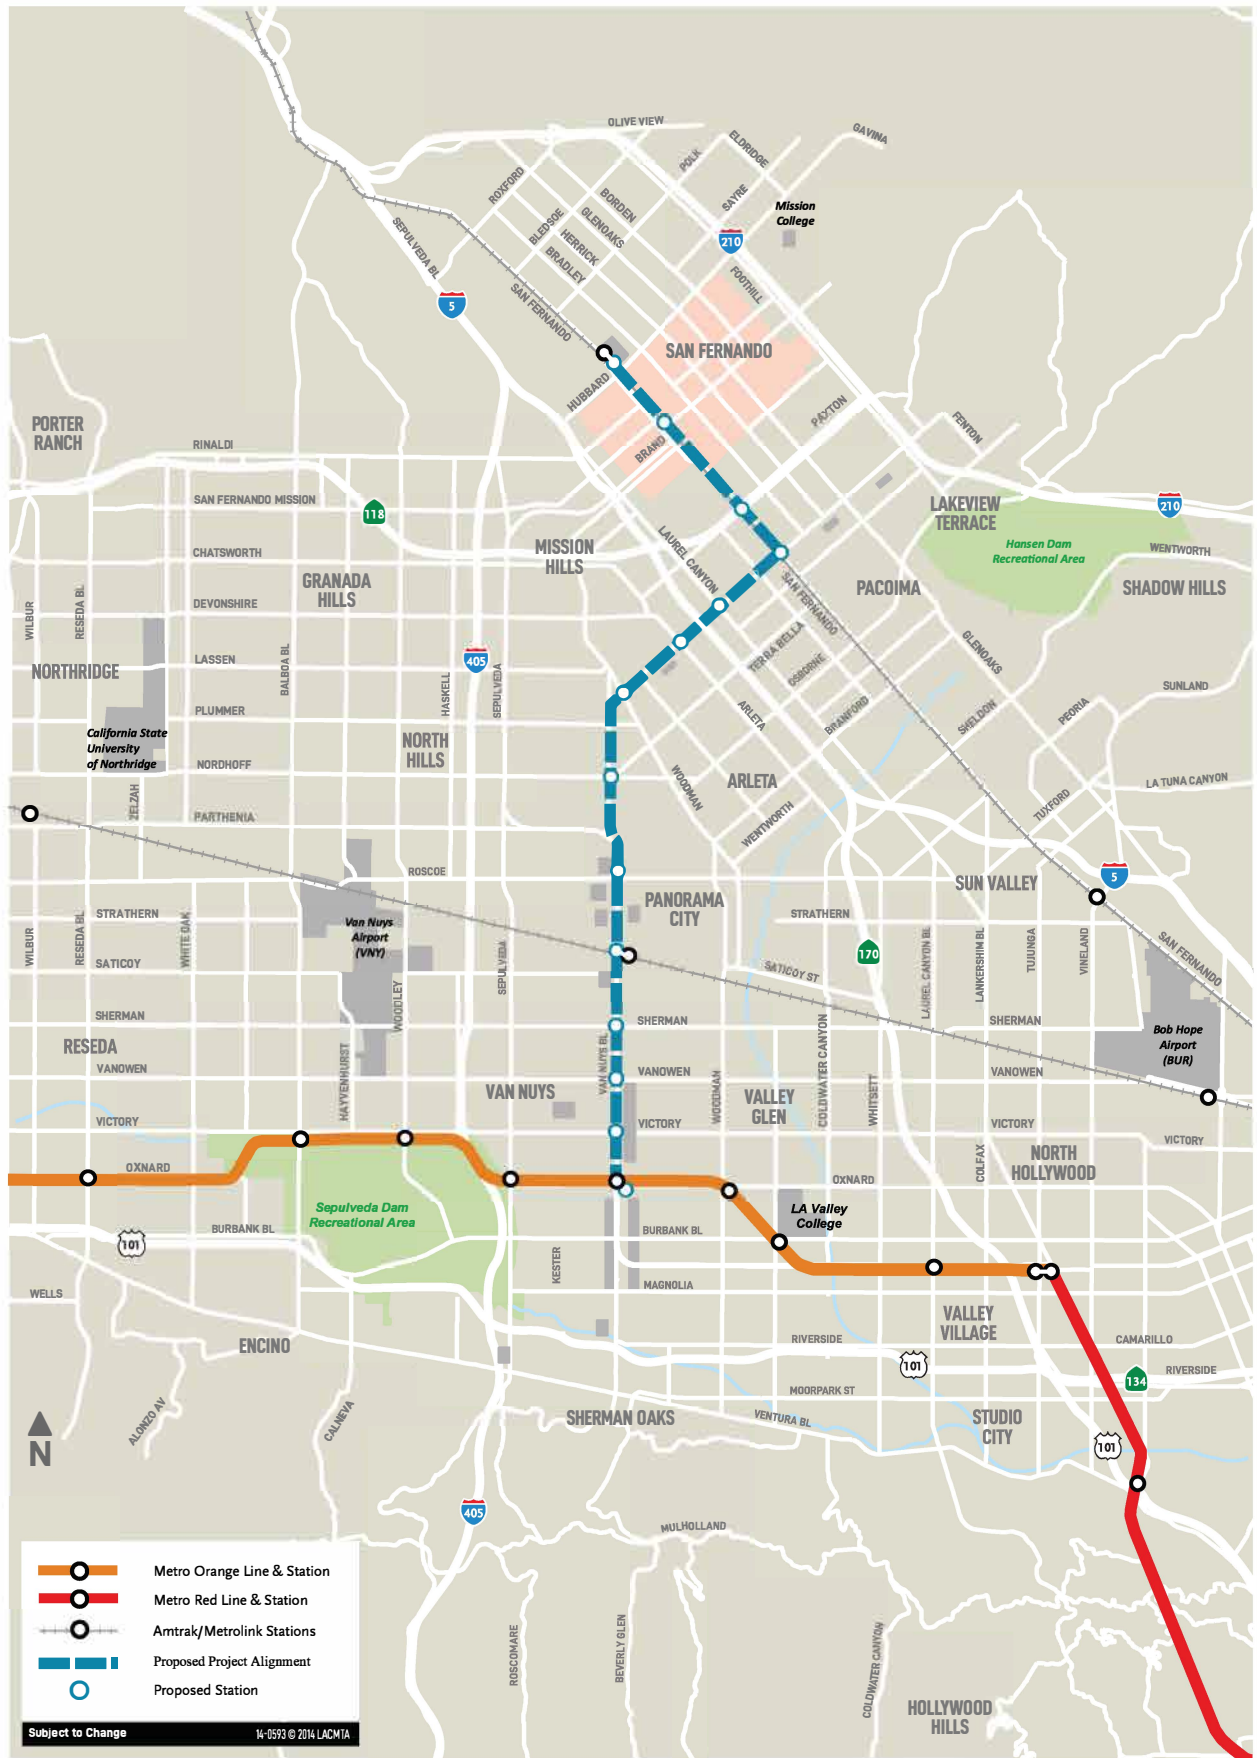 OLIVE VIEW
GAVINA
ELDRIDGE
POLK
SAYRE
ROXFORD
BORDEN
GLENOAKS
BLEDSOE
HERRICK
BRADLEY
Mission
College
210
SEPULVEDA BL
FOOTHILL
5
SAN FERNANDO
SAN FERNANDO
HUBBARD
PAXTON
FENTON
BRAND
PORTER
RANCH
RINALDI
SAN FERNANDO MISSION
118
LAKEVIEW
TERRACE
210
CHATSWORTH
MISSION
HILLS
LAUREL CANYON
Hansen Dam
Recreational Area
WENTWORTH
GRANADA
HILLS
SAN FERNANDO
PACOIMA
SHADOW HILLS
DEVONSHIRE
WILBUR
RESEDA BL
TERRA BELLA
GLENOAKS
LASSEN
BALBOA BL
405
OSBORNE
NORTHRIDGE
HASKELL
SEPULVEDA
SUNLAND
PLUMMER
ARLETA
BRANFORD
SHELDON
PEORIA
California State
University
of Northridge
NORTH
HILLS
NORDHOFF
WOODMAN
ARLETA
LA TUNA CANYON
ZELZAH
PARTHENIA
WENTWORTH
TUXFORD
ROSCOE
SUN VALLEY
5
STRATHERN
PANORAMA
CITY
STRATHERN
WILBUR
RESEDA BL
WHITE OAK
Van Nuys
Airport
(VNY)
SEPULVEDA
170
LAUREL CANYON BL
LANKERSHIM BL
TUJUNGA
VINELAND
SAN FERNANDO
SATICOY
SATICOY ST
WOODLEY
SHERMAN
SHERMAN
SHERMAN
Bob Hope
Airport
(BUR)
RESEDA
HAYVENHURST
VAN NUYS BL
COLDWATER CANYON
VANOWEN
VANOWEN
VANOWEN
VAN NUYS
WOODMAN
VALLEY
GLEN
WHITSETT
VICTORY
VICTORY
VICTORY
VICTORY
OXNARD
OXNARD
COLFAX
NORTH
HOLLYWOOD
Sepulveda Dam
Recreational Area
LA Valley
College
101
BURBANK BL
BURBANK BL
KESTER
MAGNOLIA
WELLS
VALLEY
VILLAGE
ENCINO
RIVERSIDE
CAMARILLO
101
RIVERSIDE
134
MOORPARK ST
ALONZO AV
CALNEVA
SHERMAN OAKS
VENTURA BL
STUDIO
CITY
101
N
405
MULHOLLAND
ROSCOMARE
BEVERLY GLEN
COLDWATER CANYON
HOLLYWOOD
HILLS
Metro Orange Line & Station
Metro Red Line & Station
Amtrak/Metrolink Stations
Proposed Project Alignment
Proposed Station
Subject to Change
14-0593 © 2014 LACMTA